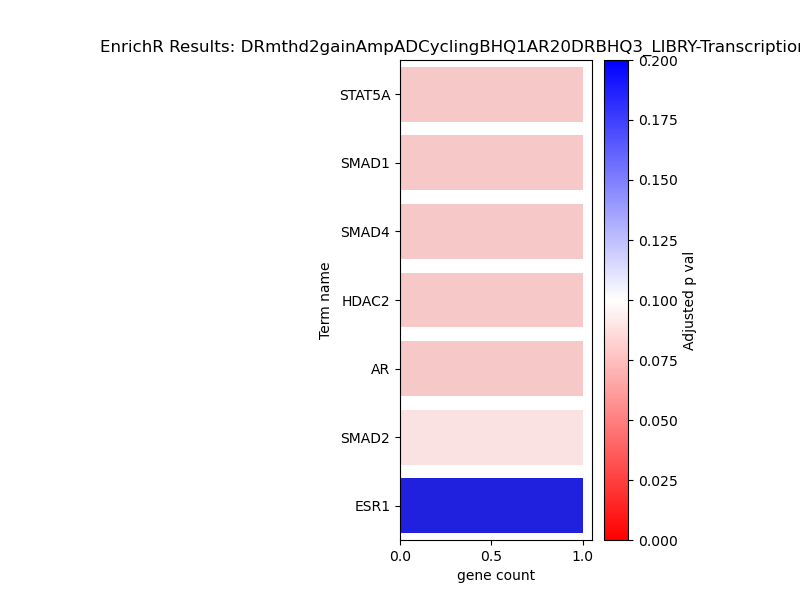 EnrichR Results: DRmthd2gainAmpADCyclingBHQ1AR20DRBHQ3_LIBRY-Transcription
STAT5A
SMAD1
SMAD4
HDAC2
AR
SMAD2
ESR1
Term name
0.0 0.5 1.0
gene count
0.200
0.175
0.150
0.125
0.100
0.075
0.050
0.025
0.000
Adjusted p val